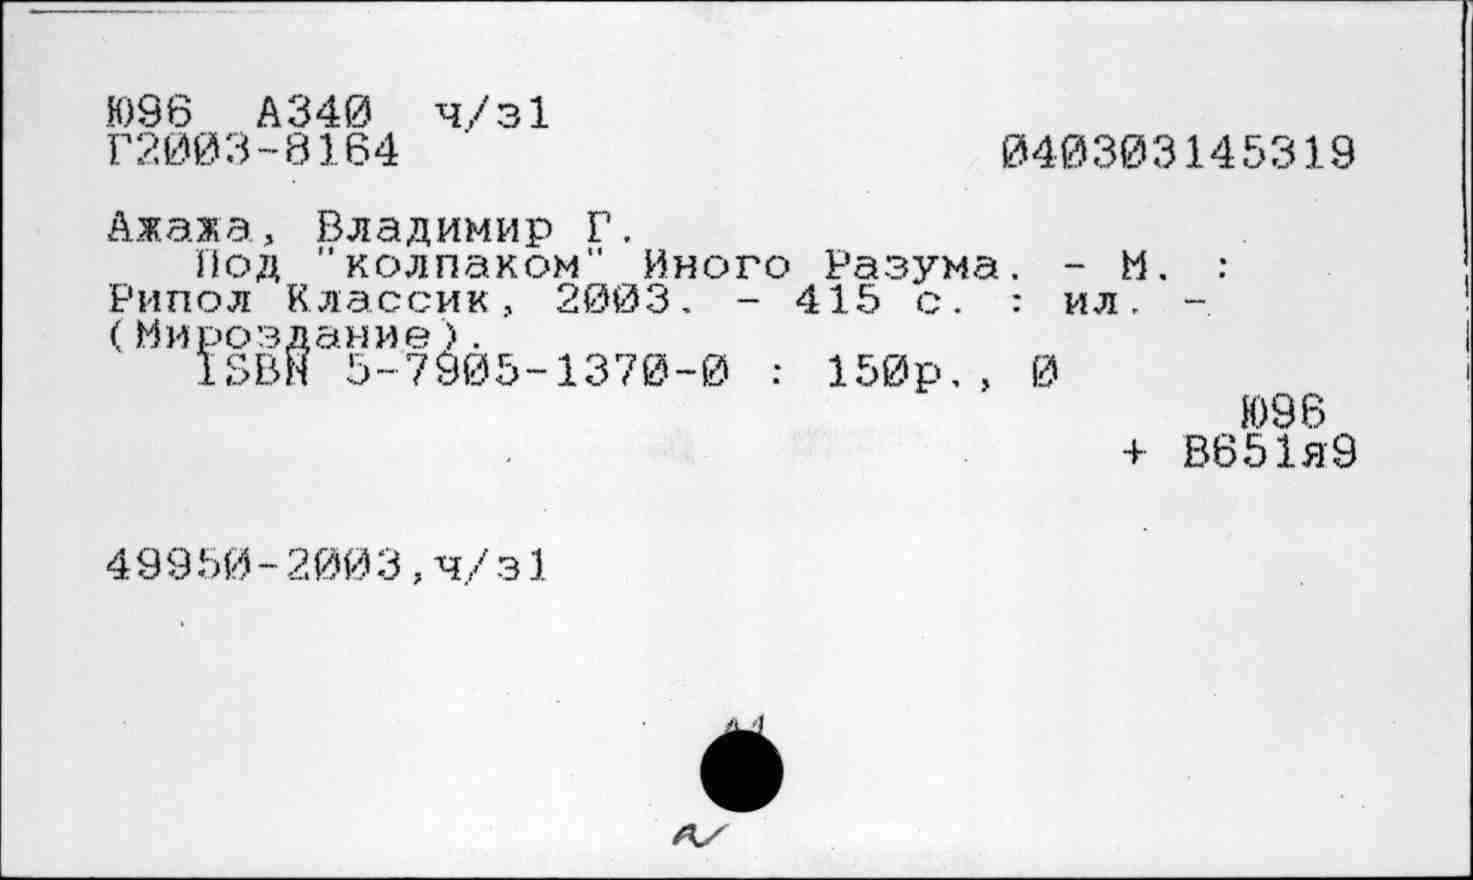 Ю96 А340 ч/з1
Г2003-8164 040303145319
Ажажа, Владимир Г.
Под "колпаком" Иного Разума. - М. :
Рипол Классик, 2003. - 415 с. : ил. -
(Мироздание).
ISBN 5-7905-1370-0 : 150р., 0
Ю96
+ В651я9
49950-2003,ч/з1